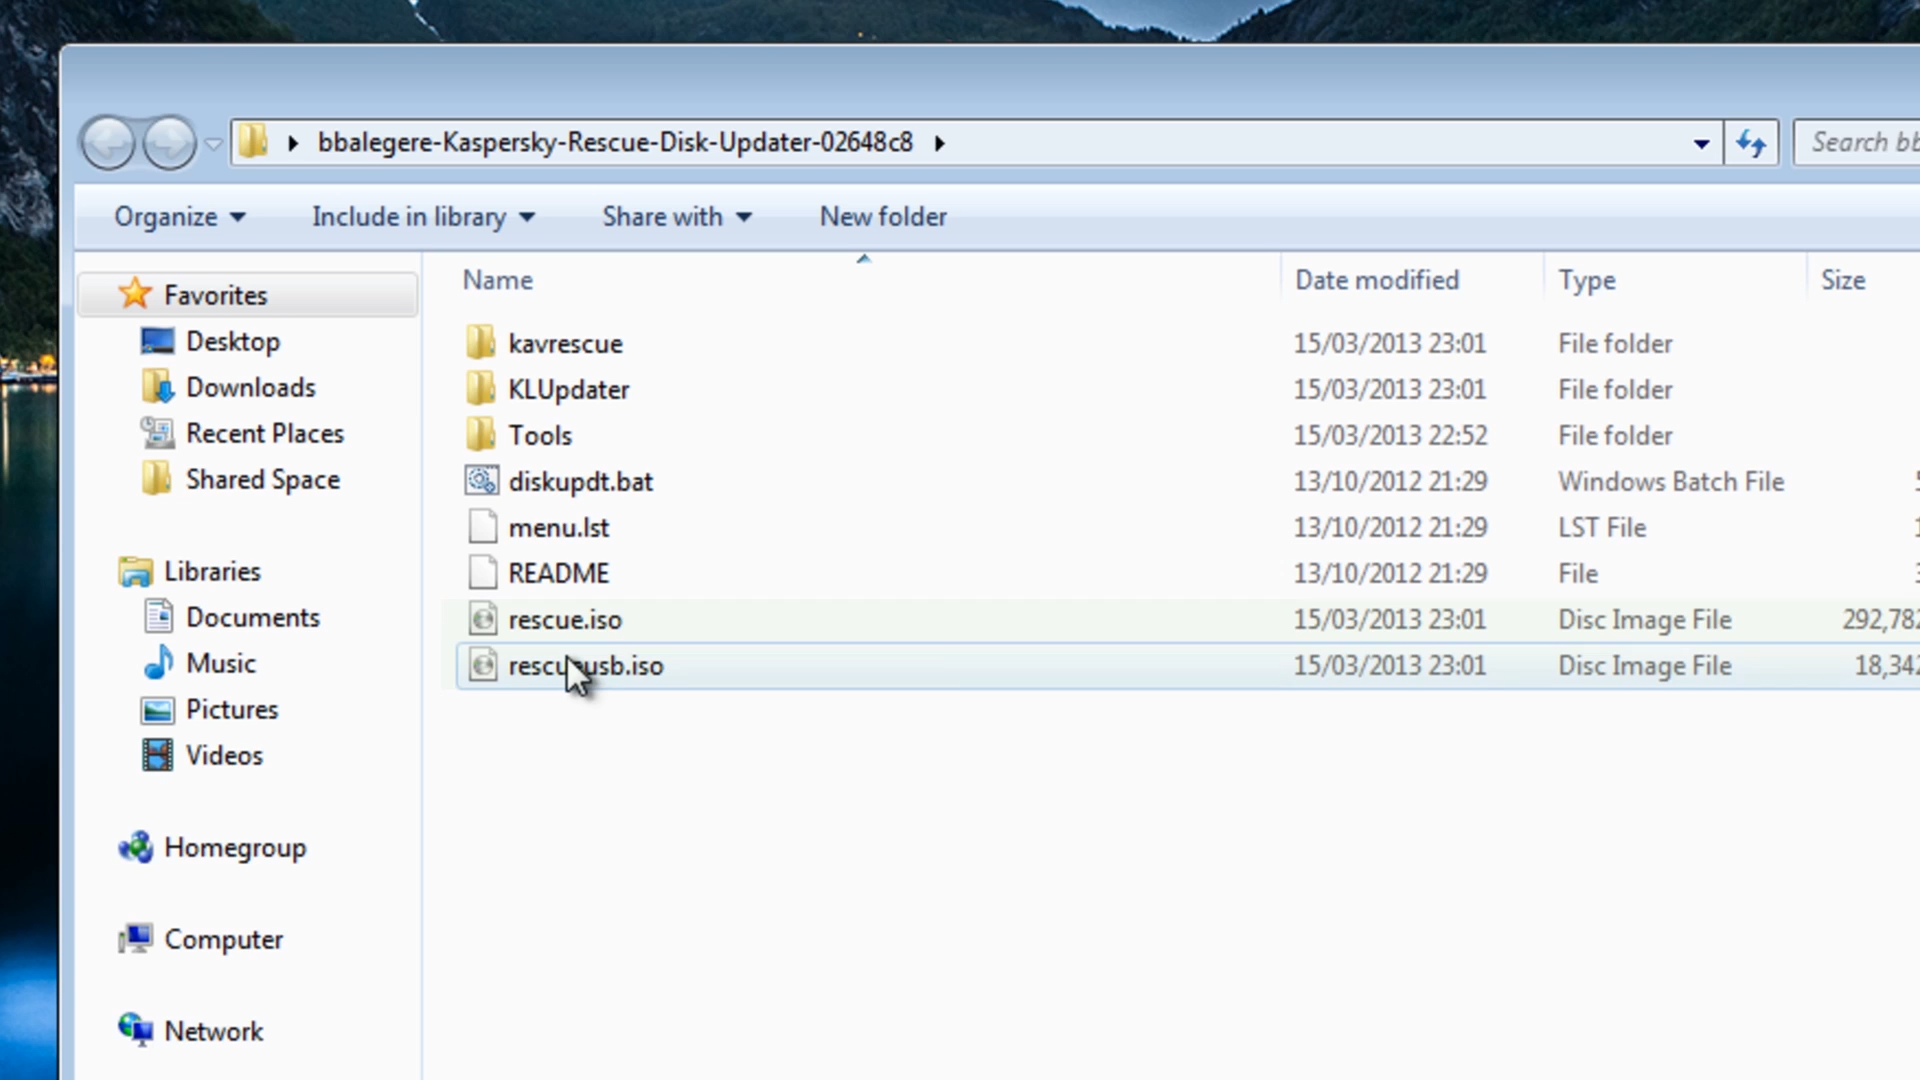 bbalegere-Kaspersky-Rescue-Disk-Updater-02648c8
Search
Organize Include in library Share with New folder
Name Date modified Type Size
Favorites
Desktop
Downloads
Recent Places
Shared Space
Libraries
Documents
Music
Pictures
Videos
Homegroup
Computer
Network
kavrescue 15/03/2013 23:01 File folder
KLUpdater 15/03/2013 23:01 File folder
Tools 15/03/2013 22:52 File folder
diskupdt.bat 13/10/2012 21:29 Windows Batch File
menu.lst 13/10/2012 21:29 LST File
README 13/10/2012 21:29 File
rescue.iso 15/03/2013 23:01 Disc Image File 292,782
15/03/2013 23:01 Disc Image File 18,342